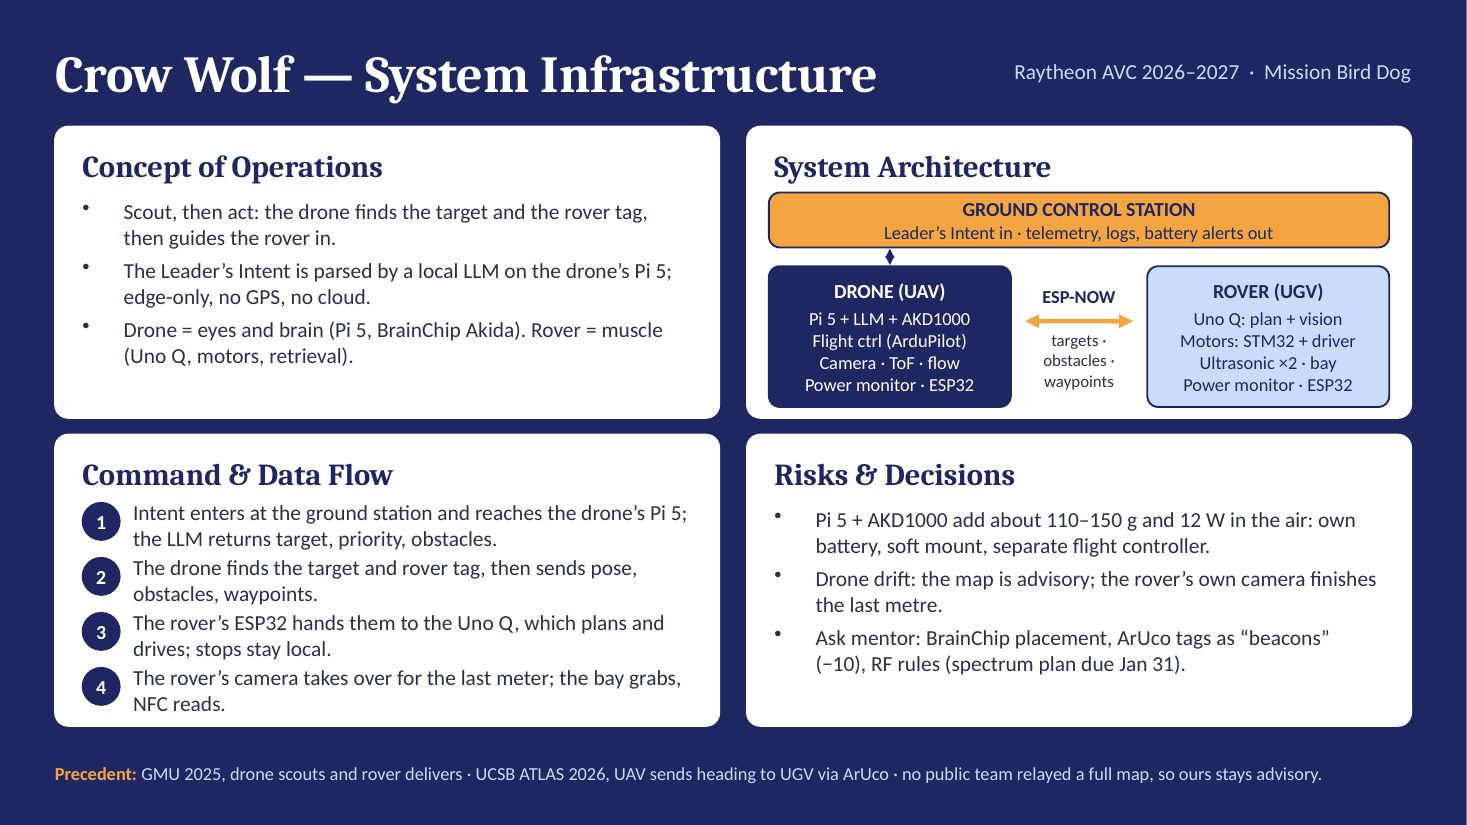 Crow Wolf — System Infrastructure
Raytheon AVC 2026–2027 · Mission Bird Dog
Concept of Operations
• Scout, then act: the drone finds the target and the rover tag,
then guides the rover in.
• The Leader’s Intent is parsed by a local LLM on the drone’s Pi 5;
edge-only, no GPS, no cloud.
• Drone = eyes and brain (Pi 5, BrainChip Akida). Rover = muscle
(Uno Q, motors, retrieval).
System Architecture
GROUND CONTROL STATION
Leader’s Intent in · telemetry, logs, battery alerts out
DRONE (UAV)
Pi 5 + LLM + AKD1000
Flight ctrl (ArduPilot)
Camera · ToF · flow
Power monitor · ESP32
ESP-NOW
targets ·
obstacles ·
waypoints
ROVER (UGV)
Uno Q: plan + vision
Motors: STM32 + driver
Ultrasonic ×2 · bay
Power monitor · ESP32
Command & Data Flow
1 Intent enters at the ground station and reaches the drone’s Pi 5;
the LLM returns target, priority, obstacles.
2 The drone finds the target and rover tag, then sends pose,
obstacles, waypoints.
3 The rover’s ESP32 hands them to the Uno Q, which plans and
drives; stops stay local.
4 The rover’s camera takes over for the last meter; the bay grabs,
NFC reads.
Risks & Decisions
• Pi 5 + AKD1000 add about 110–150 g and 12 W in the air: own
battery, soft mount, separate flight controller.
• Drone drift: the map is advisory; the rover’s own camera finishes
the last metre.
• Ask mentor: BrainChip placement, ArUco tags as “beacons”
(−10), RF rules (spectrum plan due Jan 31).
Precedent: GMU 2025, drone scouts and rover delivers · UCSB ATLAS 2026, UAV sends heading to UGV via ArUco · no public team relayed a full map, so ours stays advisory.